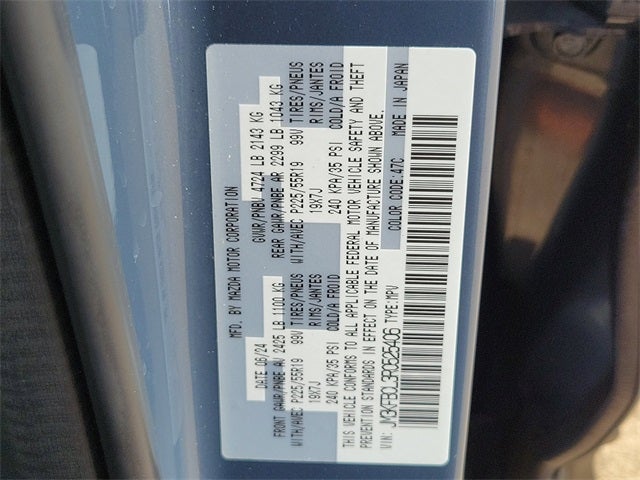 MFD. BY MAZDA MOTOR CORPORATION
DATE 06/24 GVWR/PNBV 4724 LB 2143 KG
FRONT GAWR/PNBE AV 2425 LB 1100 KG REAR GAWR/PNBE AR 2299 LB 1043 KG
WITH/AVEC P225/55R19 99V TIRES/PNEUS WITH/AVEC P225/55R19 99V TIRES/PNEUS
19X7J RIMS/JANTES 19X7J RIMS/JANTES
240 KPA/35 PSI COLD/A FROID 240 KPA/35 PSI COLD/A FROID
THIS VEHICLE CONFORMS TO ALL APPLICABLE FEDERAL MOTOR VEHICLE SAFETY AND THEFT
PREVENTION STANDARDS IN EFFECT ON THE DATE OF MANUFACTURE SHOWN ABOVE.
COLOR CODE:47C MADE IN JAPAN
VIN: TYPE:MPV